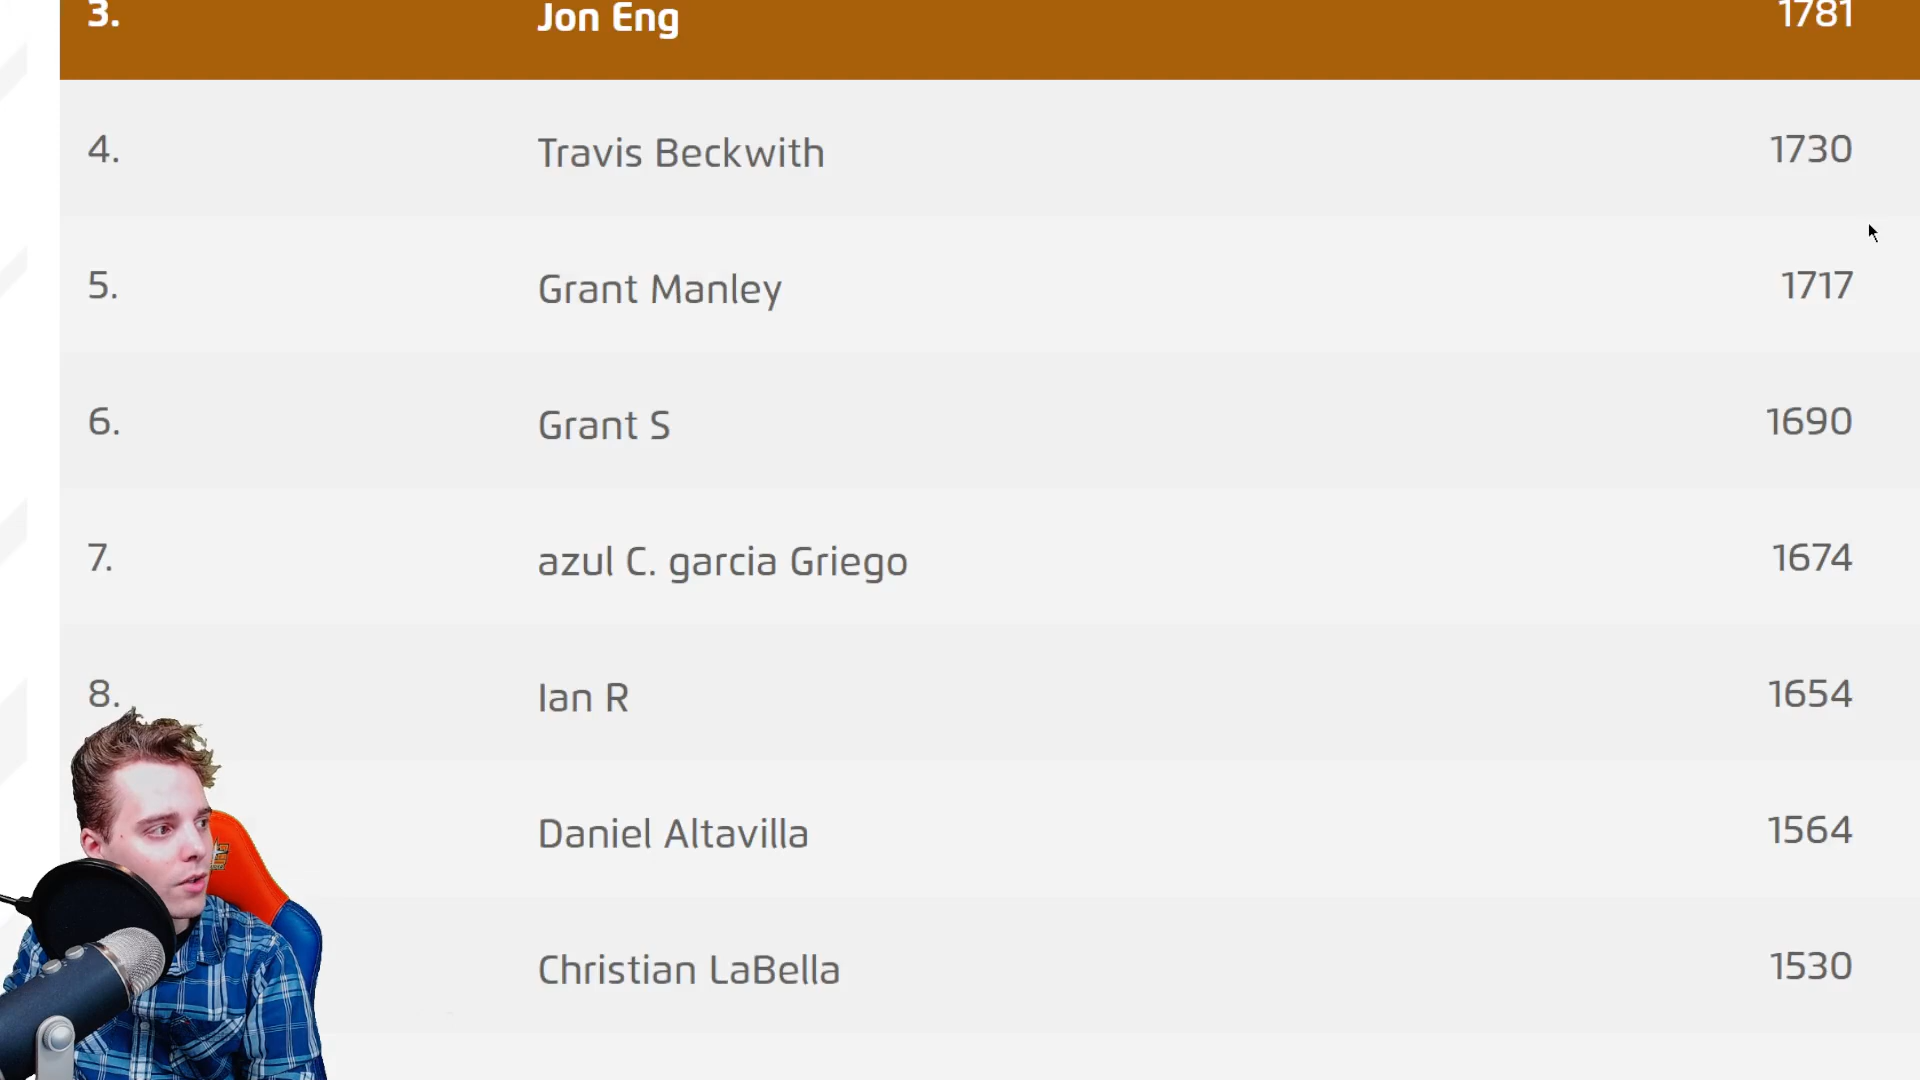 3. Jon Eng 1781
4. Travis Beckwith 1730
5. Grant Manley 1717
6. Grant S 1690
7. azul C. garcia Griego 1674
8. Ian R 1654
Daniel Altavilla 1564
Christian LaBella 1530